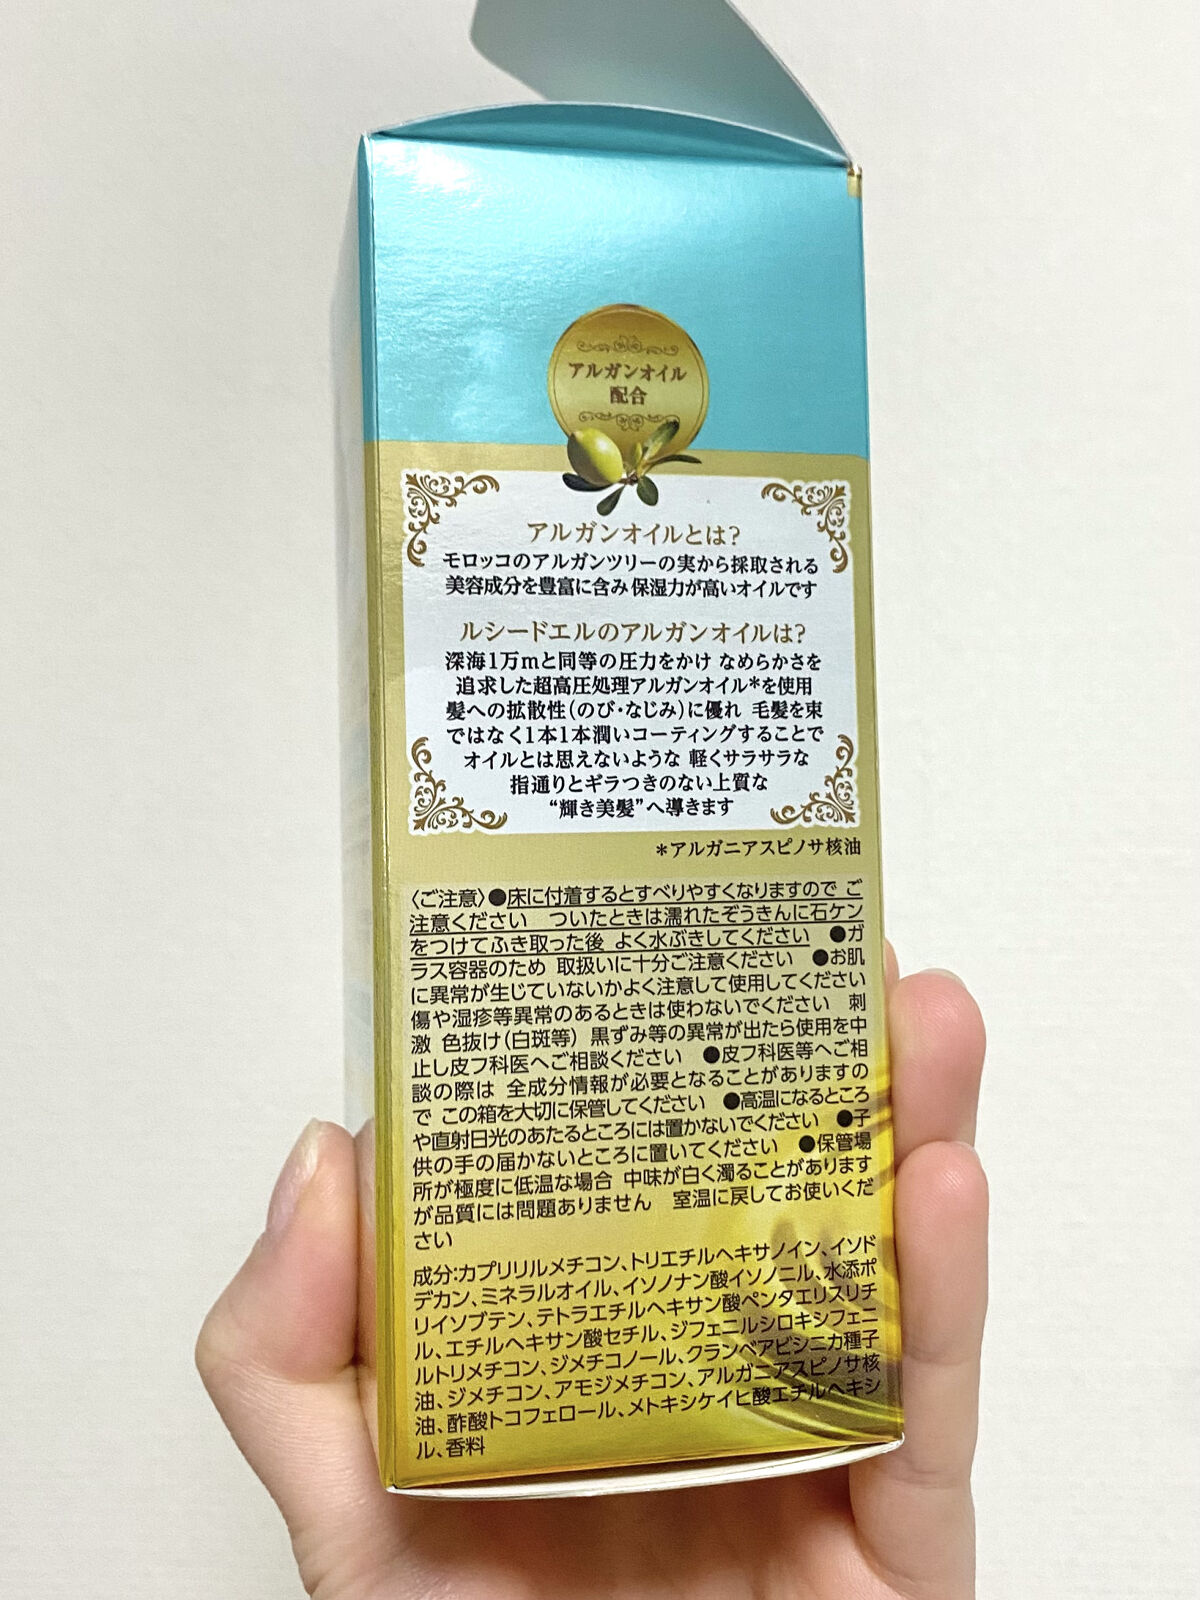 アルガンオイル
配合
アルガンオイルとは?
モロッコのアルガンツリーの実から採取される
美容成分を豊富に含み 保湿力が高いオイルです
ルシードエルのアルガンオイルは?
深海1万mと同等の圧力をかけ なめらかさを
追求した超高圧処理アルガンオイル*を使用
髪への拡散性(のび・なじみ)に優れ 毛髪を束
ではなく1本1本潤いコーティングすることで
オイルとは思えないような 軽くサラサラな
指通りとギラつきのない上質な
“輝き美髪”へ導きます
*アルガニアスピノサ核油
〈ご注意〉●床に付着するとすべりやすくなりますので ご
注意ください ついたときは濡れたぞうきんに石ケン
をつけてふき取った後 よく水ぶきしてください ●ガ
ラス容器のため 取扱いに十分ご注意ください ●お肌
に異常が生じていないかよく注意して使用してください
傷や湿疹等異常のあるときは使わないでください 刺
激 色抜け(白斑等) 黒ずみ等の異常が出たら使用を中
止し皮フ科医へご相談ください ●皮フ科医等へご相
談の際は 全成分情報が必要となることがありますの
で この箱を大切に保管してください ●高温になるところ
や直射日光のあたるところには置かないでください ●子
供の手の届かないところに置いてください ●保管場
所が極度に低温な場合 中味が白く濁ることがあります
が品質には問題ありません 室温に戻してお使いくだ
さい
成分:カプリリルメチコン、トリエチルヘキサノイン、イソド
デカン、ミネラルオイル、イソノナン酸イソノニル、水添ポ
リイソブテン、テトラエチルヘキサン酸ペンタエリスリチ
ル、エチルヘキサン酸セチル、ジフェニルシロキシフェニ
ルトリメチコン、ジメチコノール、クランベアビシニカ種子
油、ジメチコン、アモジメチコン、アルガニアスピノサ核
油、酢酸トコフェロール、メトキシケイヒ酸エチルヘキシ
ル、香料